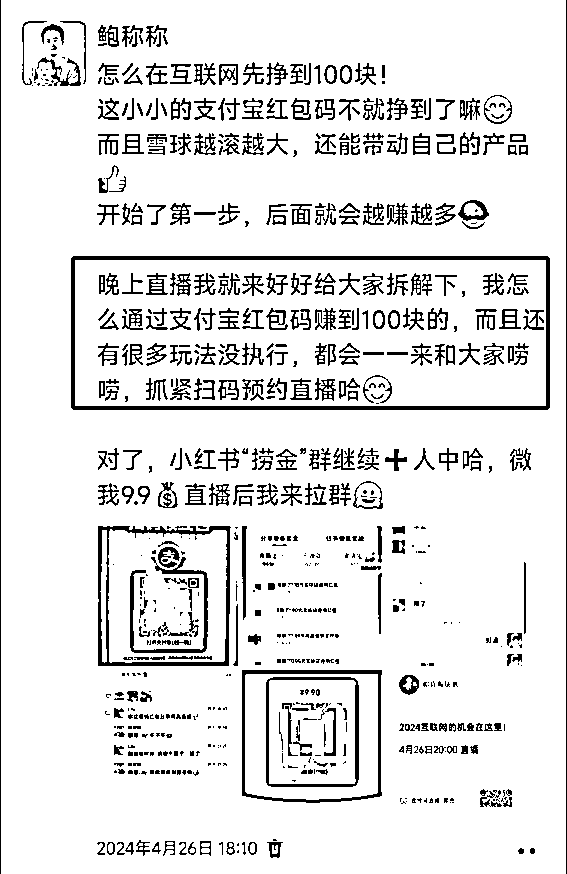 鲍称称
怎么在互联网先挣到100块！
这小小的支付宝红包码不就挣到了嘛😊
而且雪球越滚越大，还能带动自己的产品
👍
开始了第一步，后面就会越赚越多
晚上直播我就来好好给大家拆解下，我怎
么通过支付宝红包码赚到100块的，而且还
有很多玩法没执行，都会一一来和大家唠
唠，抓紧扫码预约直播哈😊
对了，小红书“捞金”群继续➕人中哈，微
我9.9💰直播后我来拉群
¥9.90
2024互联网的机会在这里！
4月26日20:00 直播
2024年4月26日 18:10